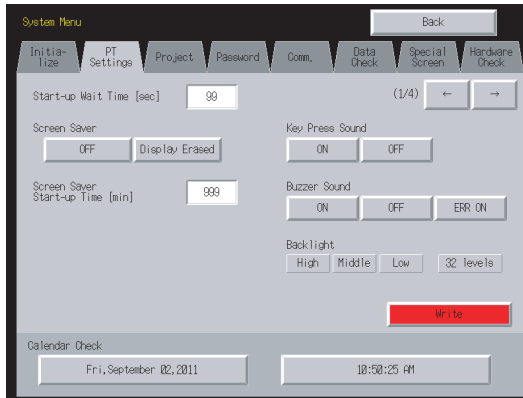 System Menu
Back
Initia-
lize
PT
Settings
Project
Password
Comm.
Data
Check
Special
Screen
Hardware
Check
Start-up Wait Time [sec]
99
(1/4)
←
→
Screen Saver
OFF
Display Erased
Key Press Sound
ON
OFF
Screen Saver
Start-up Time [min]
999
Buzzer Sound
ON
OFF
ERR ON
Backlight
High
Middle
Low
32 levels
Write
Calendar Check
Fri,September 02,2011
10:50:25 AM